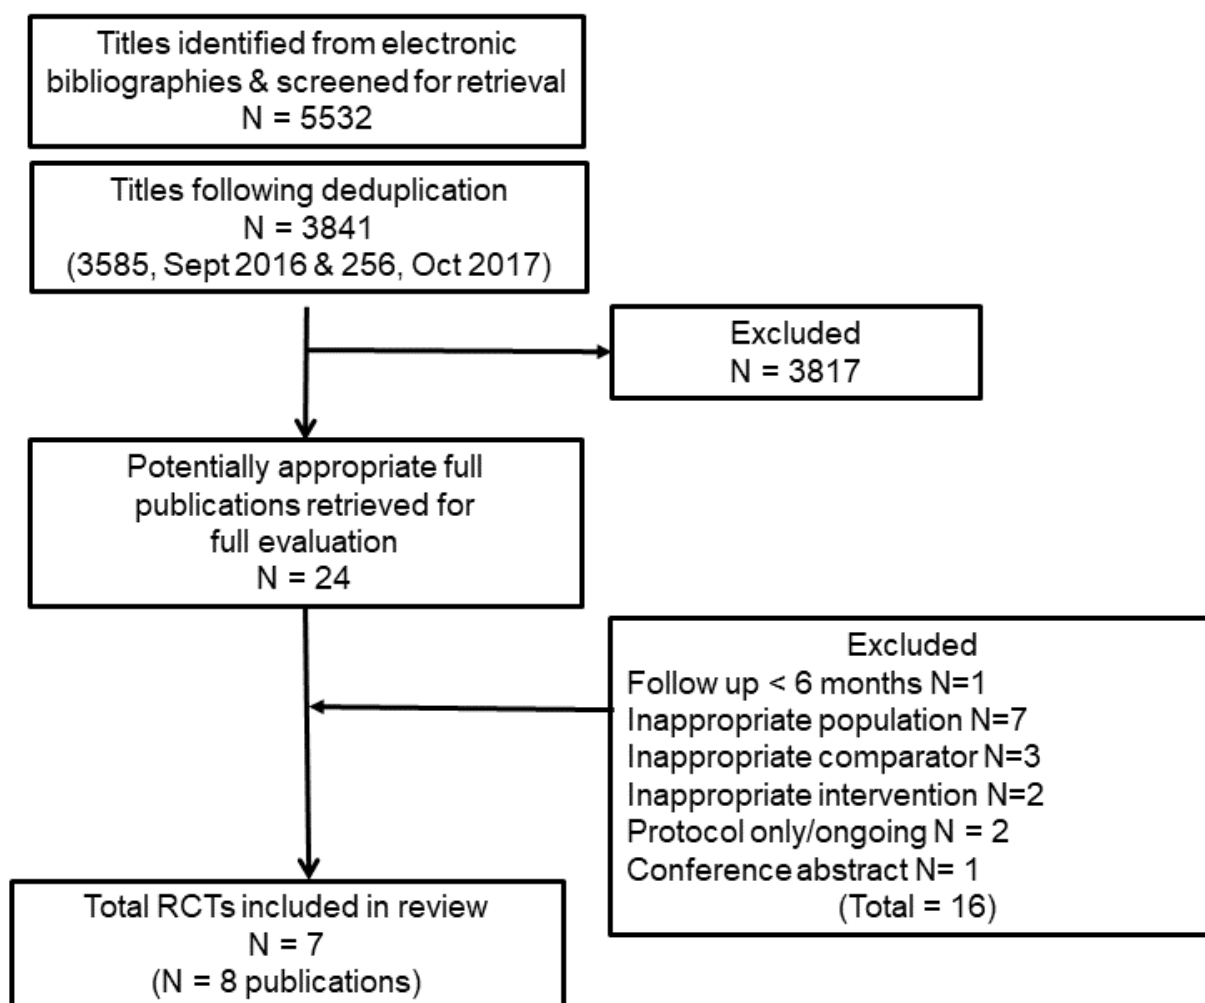 Titles identified from electronic
bibliographies & screened for retrieval
N = 5532
Titles following deduplication
N = 3841
(3585, Sept 2016 & 256, Oct 2017)
Excluded
N = 3817
Potentially appropriate full
publications retrieved for
full evaluation
N = 24
Excluded
Follow up < 6 months N=1
Inappropriate population N=7
Inappropriate comparator N=3
Inappropriate intervention N=2
Protocol only/ongoing N = 2
Conference abstract N= 1
(Total = 16)
Total RCTs included in review
N = 7
(N = 8 publications)